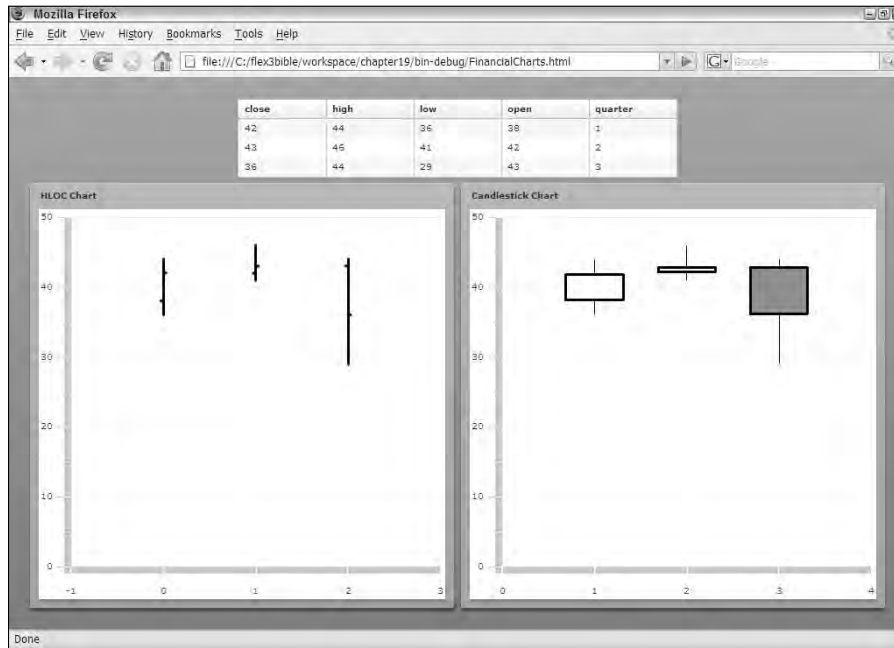 Mozilla Firefox
File Edit View History Bookmarks Tools Help
file:///C:/flex3bible/workspace/chapter19/bin-debug/FinancialCharts.html
G Google
close high low open quarter
42 44 36 38 1
43 46 41 42 2
36 44 29 43 3
HLOC Chart
50
40
30
20
10
0
-1 0 1 2 3
Candlestick Chart
50
40
30
20
10
0
0 1 2 3 4
Done